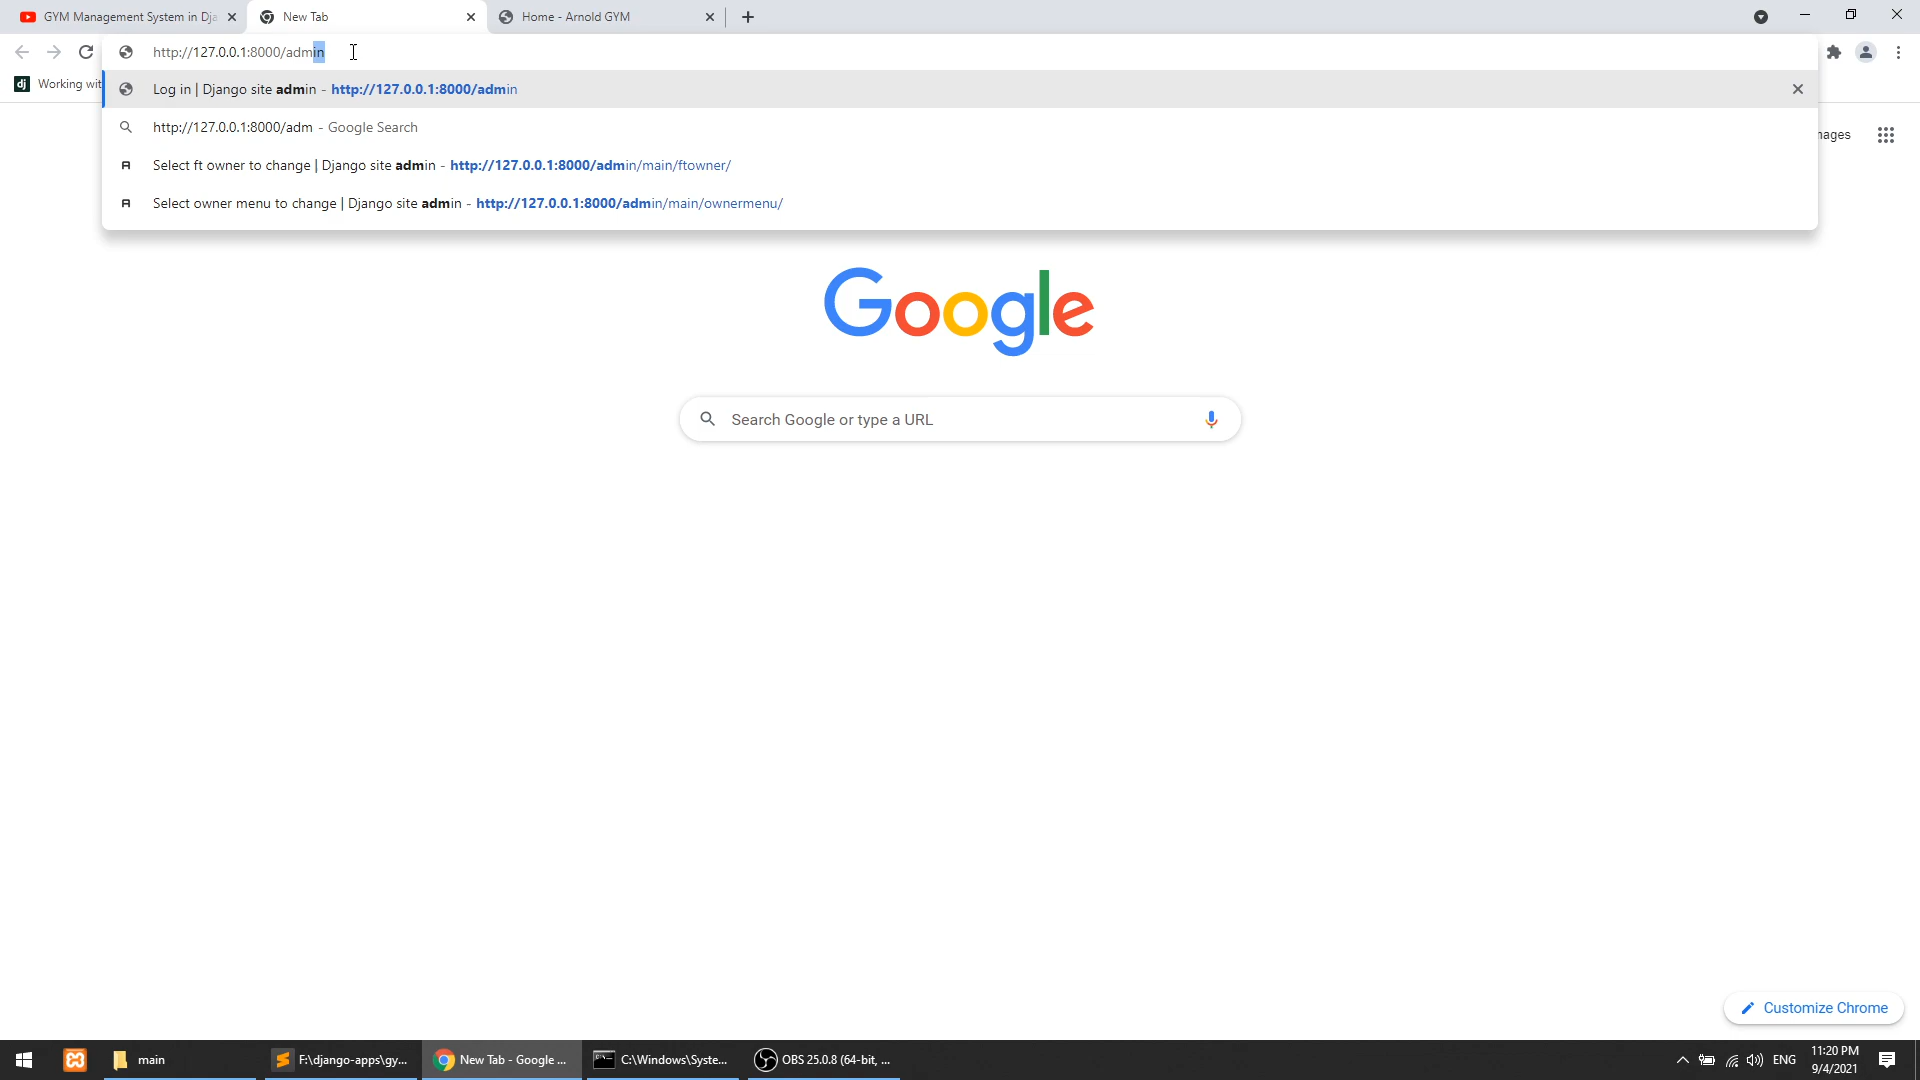 GYM Management System in Dja
New Tab
Home - Arnold GYM
http://127.0.0.1:8000/admin
dj Working wit
Log in | Django site admin - http://127.0.0.1:8000/admin
http://127.0.0.1:8000/adm - Google Search
Select ft owner to change | Django site admin - http://127.0.0.1:8000/admin/main/ftowner/
Select owner menu to change | Django site admin - http://127.0.0.1:8000/admin/main/ownermenu/
nages
Google
Search Google or type a URL
Customize Chrome
main
F:\django-apps\gy...
New Tab - Google ...
C:\Windows\Syste...
OBS 25.0.8 (64-bit, ...
ENG
11:20 PM
9/4/2021